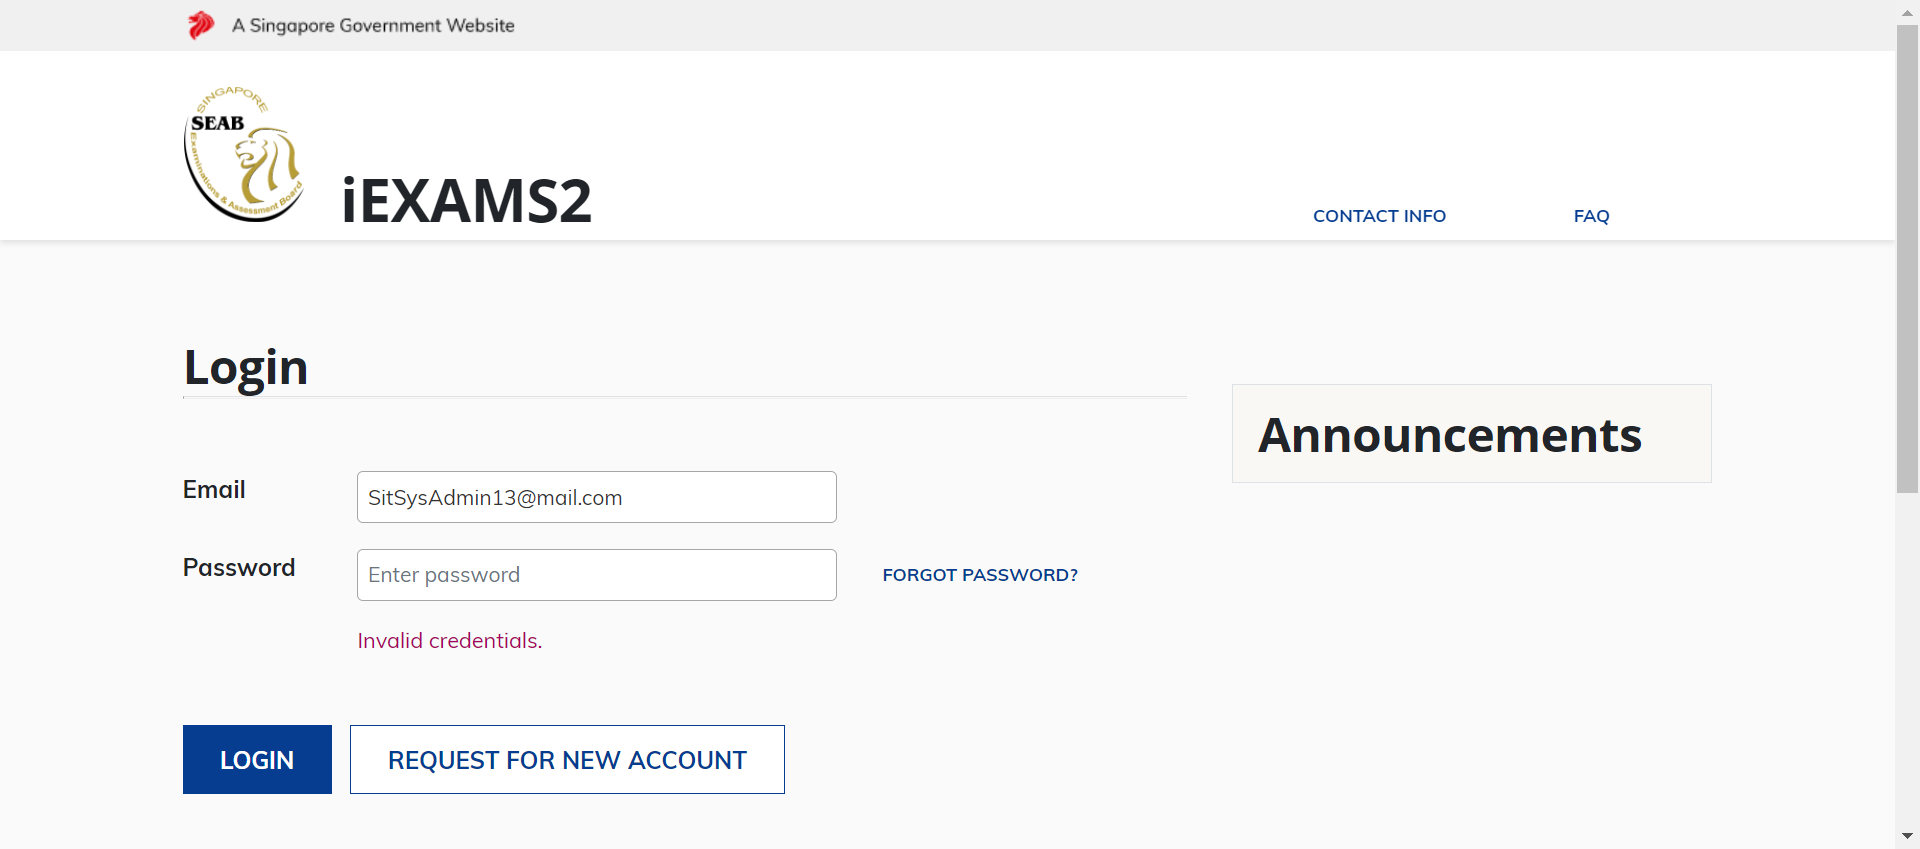 A Singapore Government Website
SINGAPORE
SEAB
Examinations & Assessment Board
iEXAMS2
CONTACT INFO
FAQ
Login
Announcements
Email
SitSysAdmin13@mail.com
Password
Enter password
FORGOT PASSWORD?
Invalid credentials.
LOGIN
REQUEST FOR NEW ACCOUNT